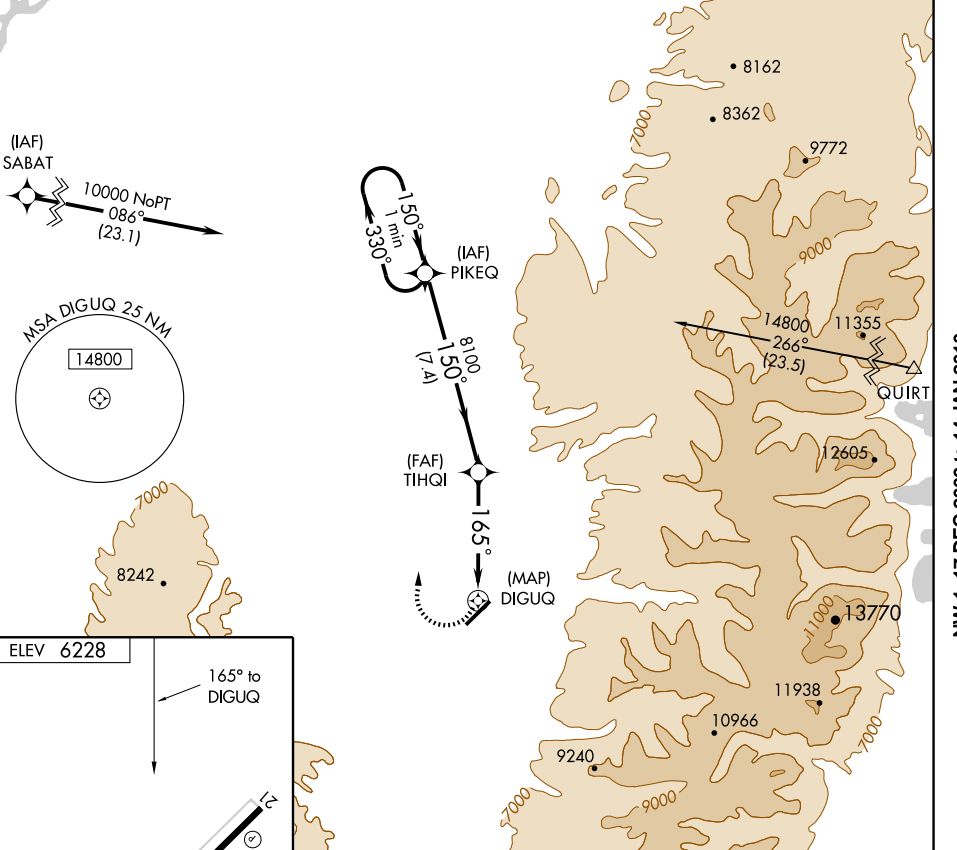 8162
8362
7000
9772
(IAF)
SABAT
10000 NoPT
086°
(23.1)
150°
1 min
330°
(IAF)
PIKEQ
9000
MSA DIGUQ 25 NM
14800
8100
150°
(7.4)
14800
266°
(23.5)
11355
QUIRT
(FAF)
TIHQI
12605
165°
7000
8242
(MAP)
DIGUQ
11000
13770
ELEV 6228
165° to
DIGUQ
11938
10966
7000
9240
7000
9000
21
P